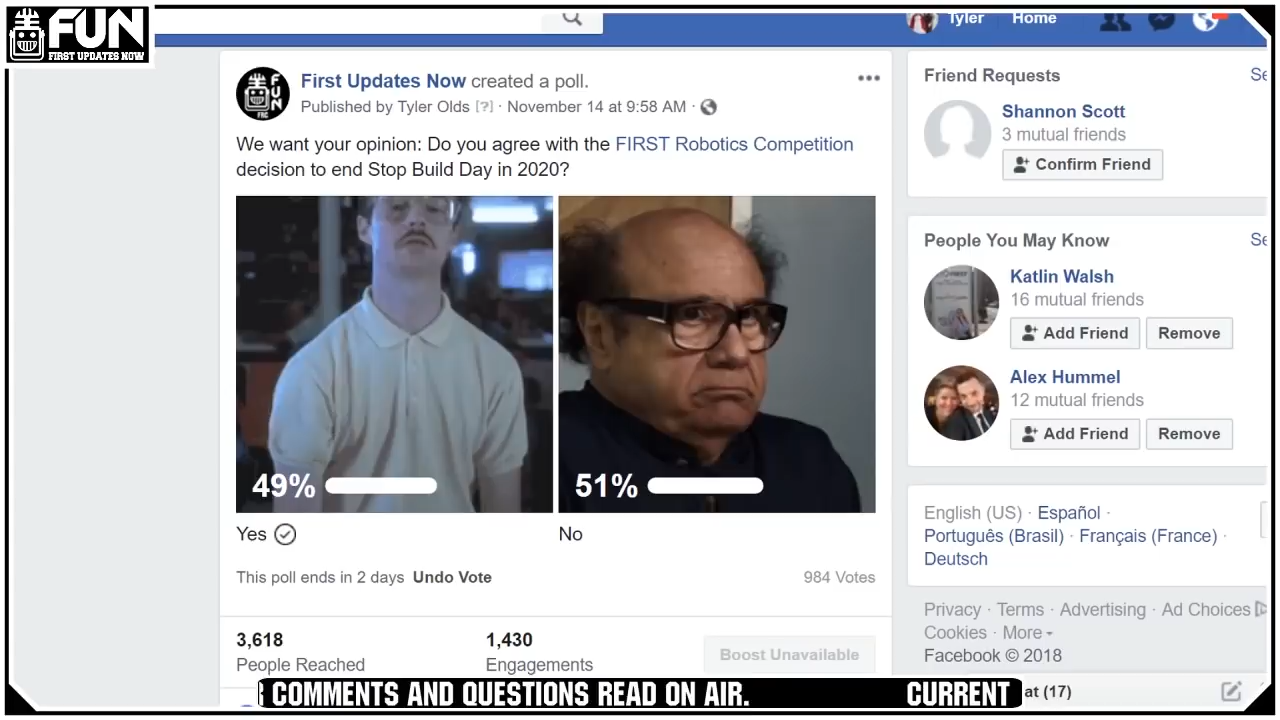 FUN
FIRST UPDATES NOW
Tyler Home
First Updates Now created a poll.
Published by Tyler Olds [?] · November 14 at 9:58 AM ·
We want your opinion: Do you agree with the FIRST Robotics Competition
decision to end Stop Build Day in 2020?
FUN
FRC
49%
51%
Yes
No
This poll ends in 2 days Undo Vote
984 Votes
3,618
People Reached
1,430
Engagements
Boost Unavailable
Friend Requests
Se
Shannon Scott
3 mutual friends
Confirm Friend
People You May Know
Se
Katlin Walsh
16 mutual friends
Add Friend Remove
Alex Hummel
12 mutual friends
Add Friend Remove
English (US) · Español ·
Português (Brasil) · Français (France) ·
Deutsch
Privacy · Terms · Advertising · Ad Choices
Cookies · More
Facebook © 2018
at (17)
COMMENTS AND QUESTIONS READ ON AIR. CURRENT